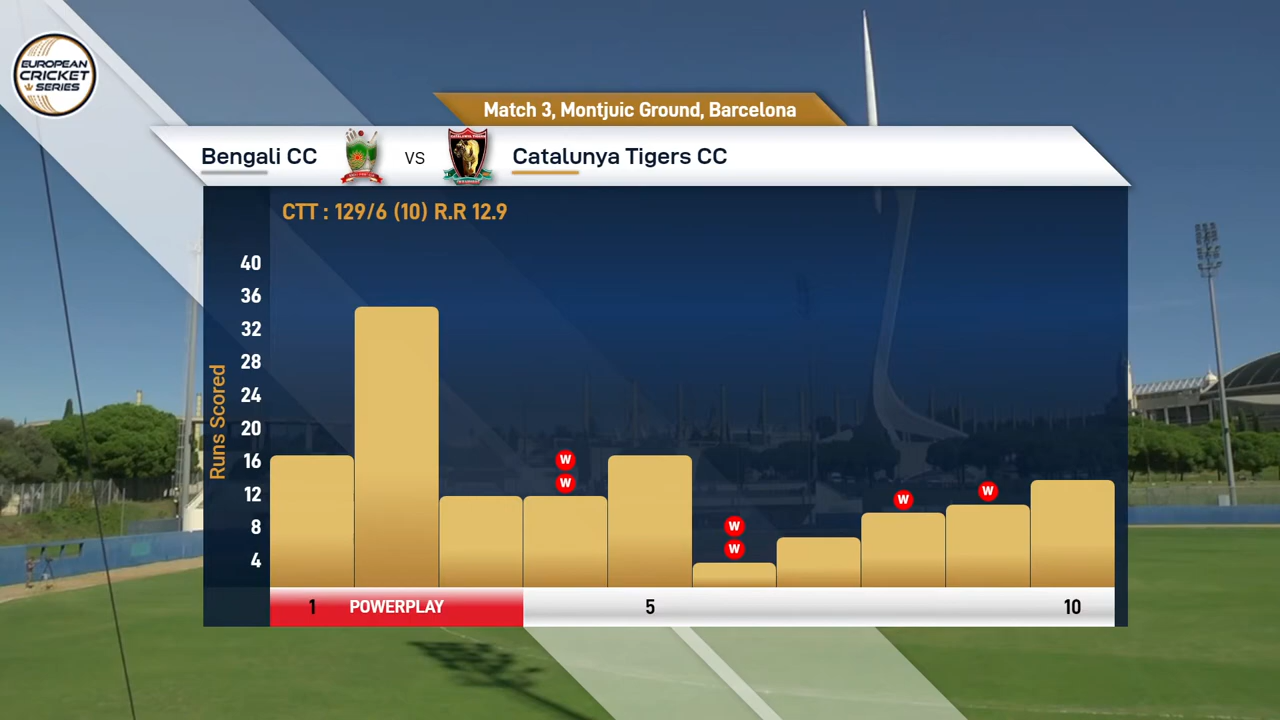 EUROPEAN
CRICKET
SERIES
Match 3, Montjuic Ground, Barcelona
Bengali CC VS Catalunya Tigers CC
CTT : 129/6 (10) R.R 12.9
Runs Scored
40
36
32
28
24
20
16
12
8
4
W
W
W
W
W
W
1 POWERPLAY 5 10